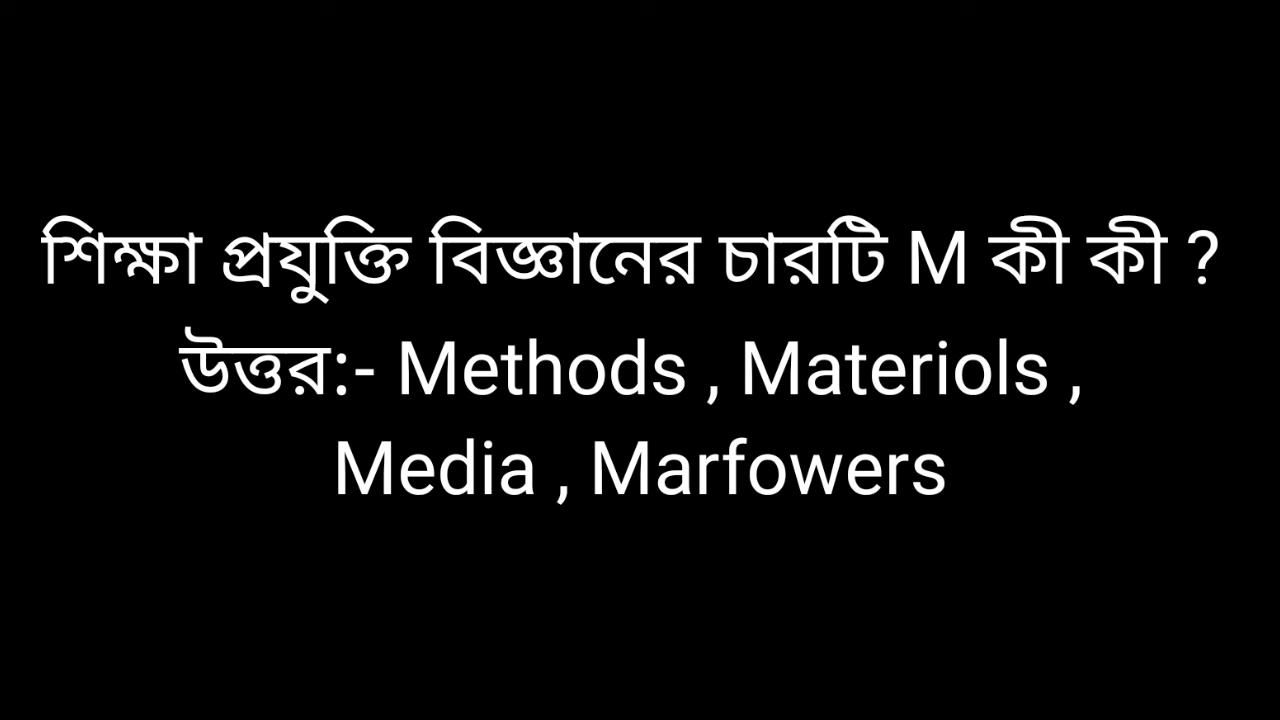 শিক্ষা প্রযুক্তি বিজ্ঞানের চারটি M কী কী ?
উত্তর:- Methods , Materiols ,
Media , Marfowers